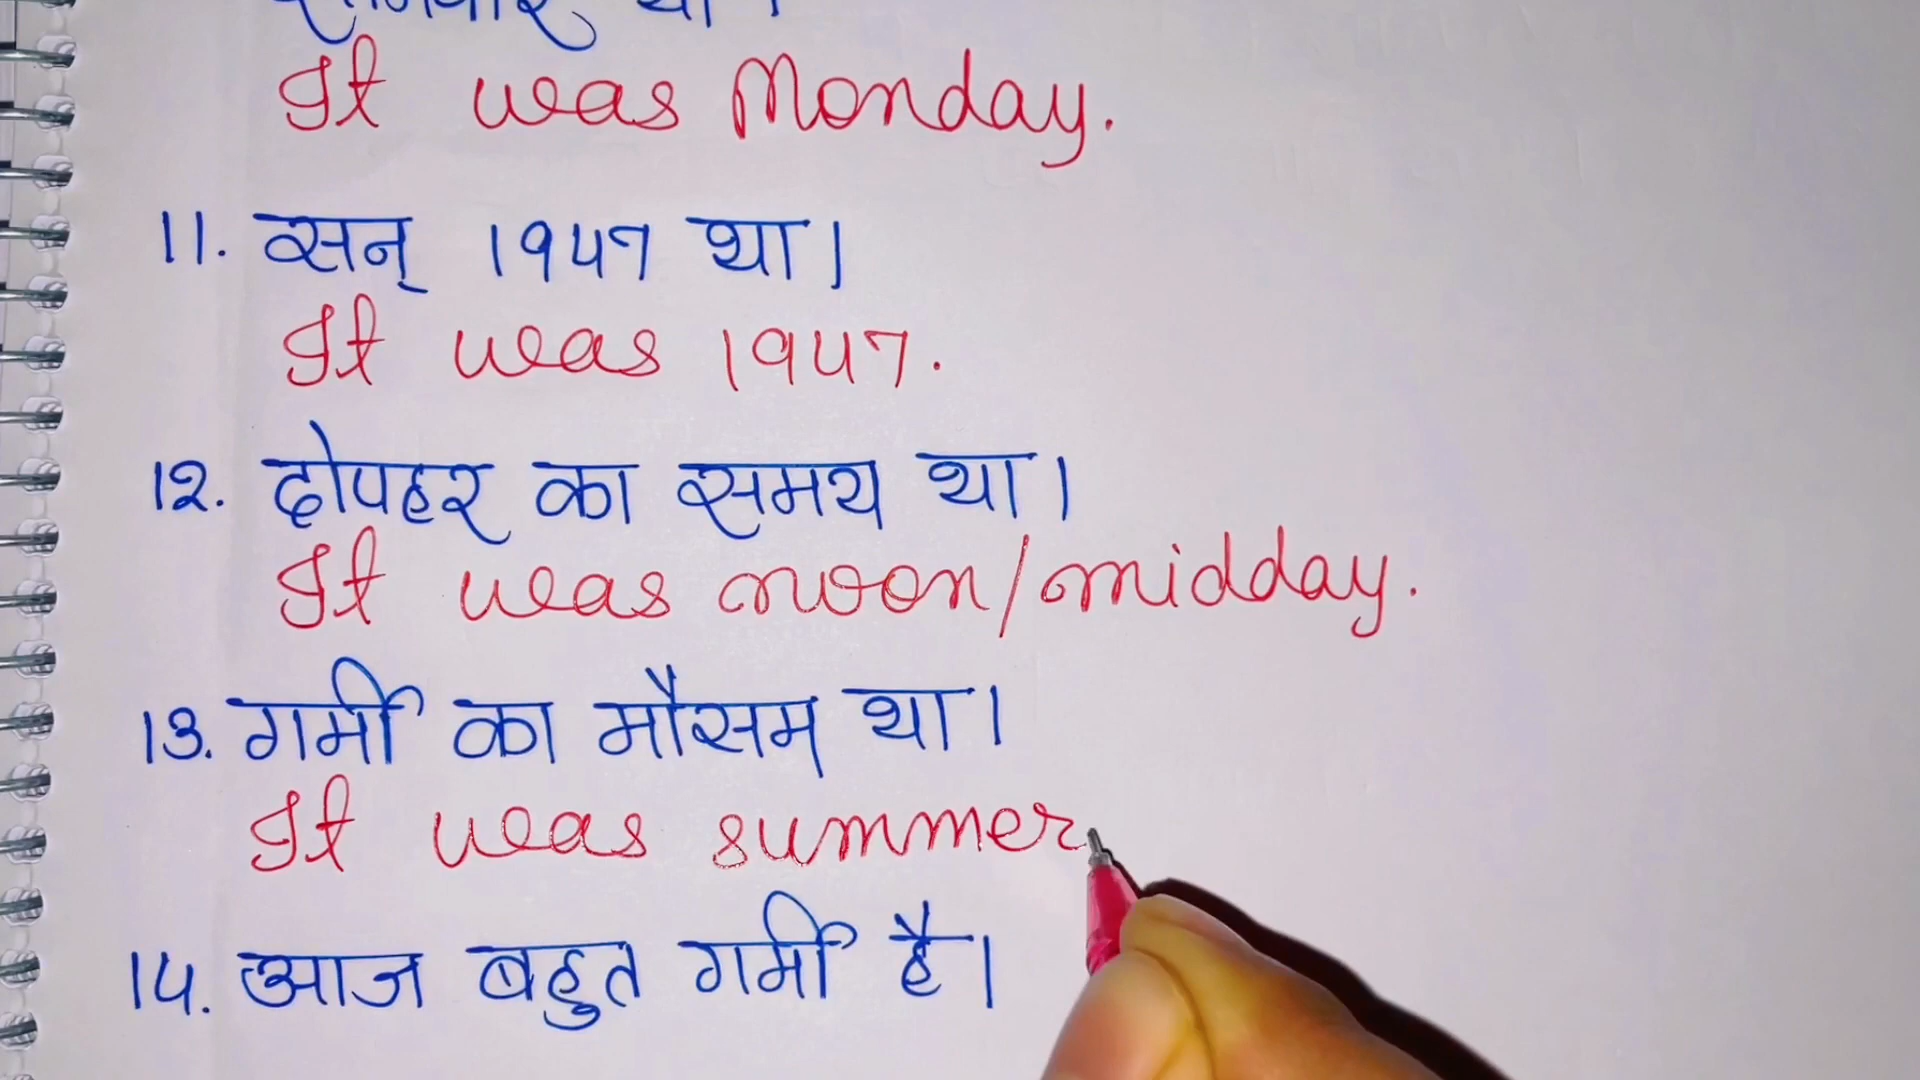 सोमवार था।
It was Monday.
11. सन् 1947 था।
It was 1947.
12. दोपहर का समय था।
It was noon/midday.
13. गर्मी का मौसम था।
It was summer
14. आज बहुत गर्मी है।